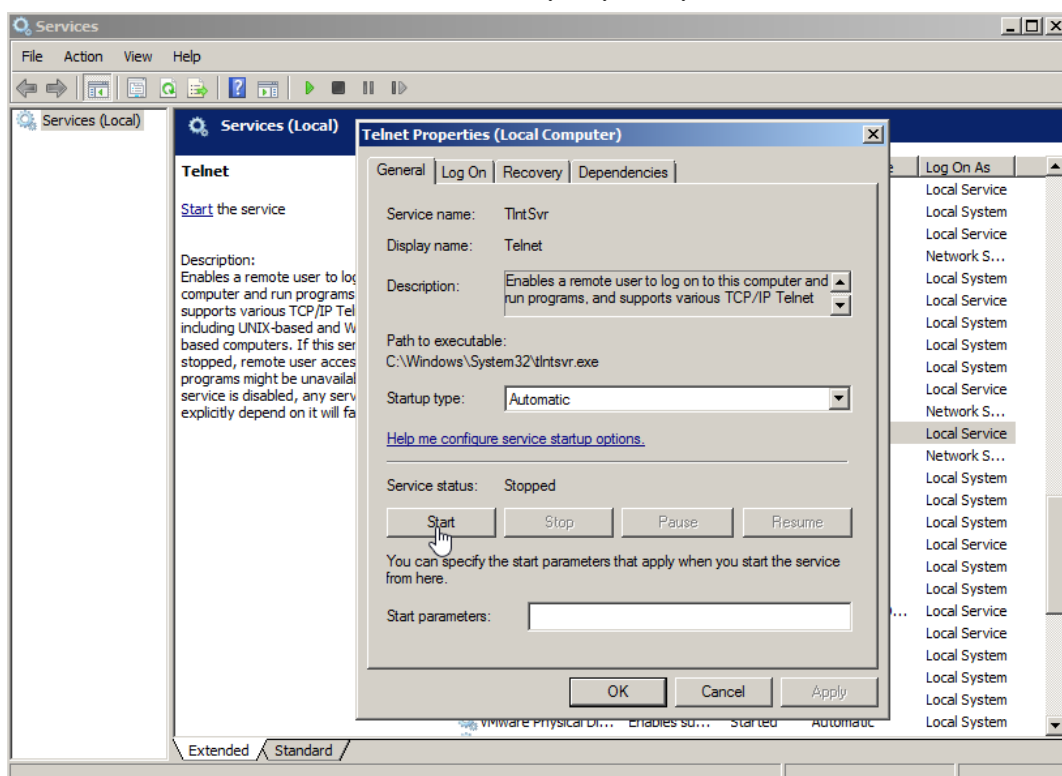 Services
File Action View Help
Services (Local)
Services (Local)
Telnet
Start the service
Description:
Enables a remote user to log
computer and run programs
supports various TCP/IP Tel
including UNIX-based and W
based computers. If this ser
stopped, remote user acces
programs might be unavailal
service is disabled, any serv
explicitly depend on it will fa
Telnet Properties (Local Computer)
General Log On Recovery Dependencies
Service name: TlntSvr
Display name: Telnet
Description: Enables a remote user to log on to this computer and
run programs, and supports various TCP/IP Telnet
Path to executable:
C:\Windows\System32\tlntsvr.exe
Startup type: Automatic
Help me configure service startup options.
Service status: Stopped
Start Stop Pause Resume
You can specify the start parameters that apply when you start the service
from here.
Start parameters:
OK Cancel Apply
Log On As
Local Service
Local System
Local Service
Network S...
Local System
Local Service
Local System
Local System
Local System
Local Service
Network S...
Local Service
Network S...
Local System
Local System
Local System
Local Service
Local System
Local System
Local Service
Local Service
Local System
Local System
Local System
VMware Physical Di... Enables su... Started Automatic Local System
Extended Standard